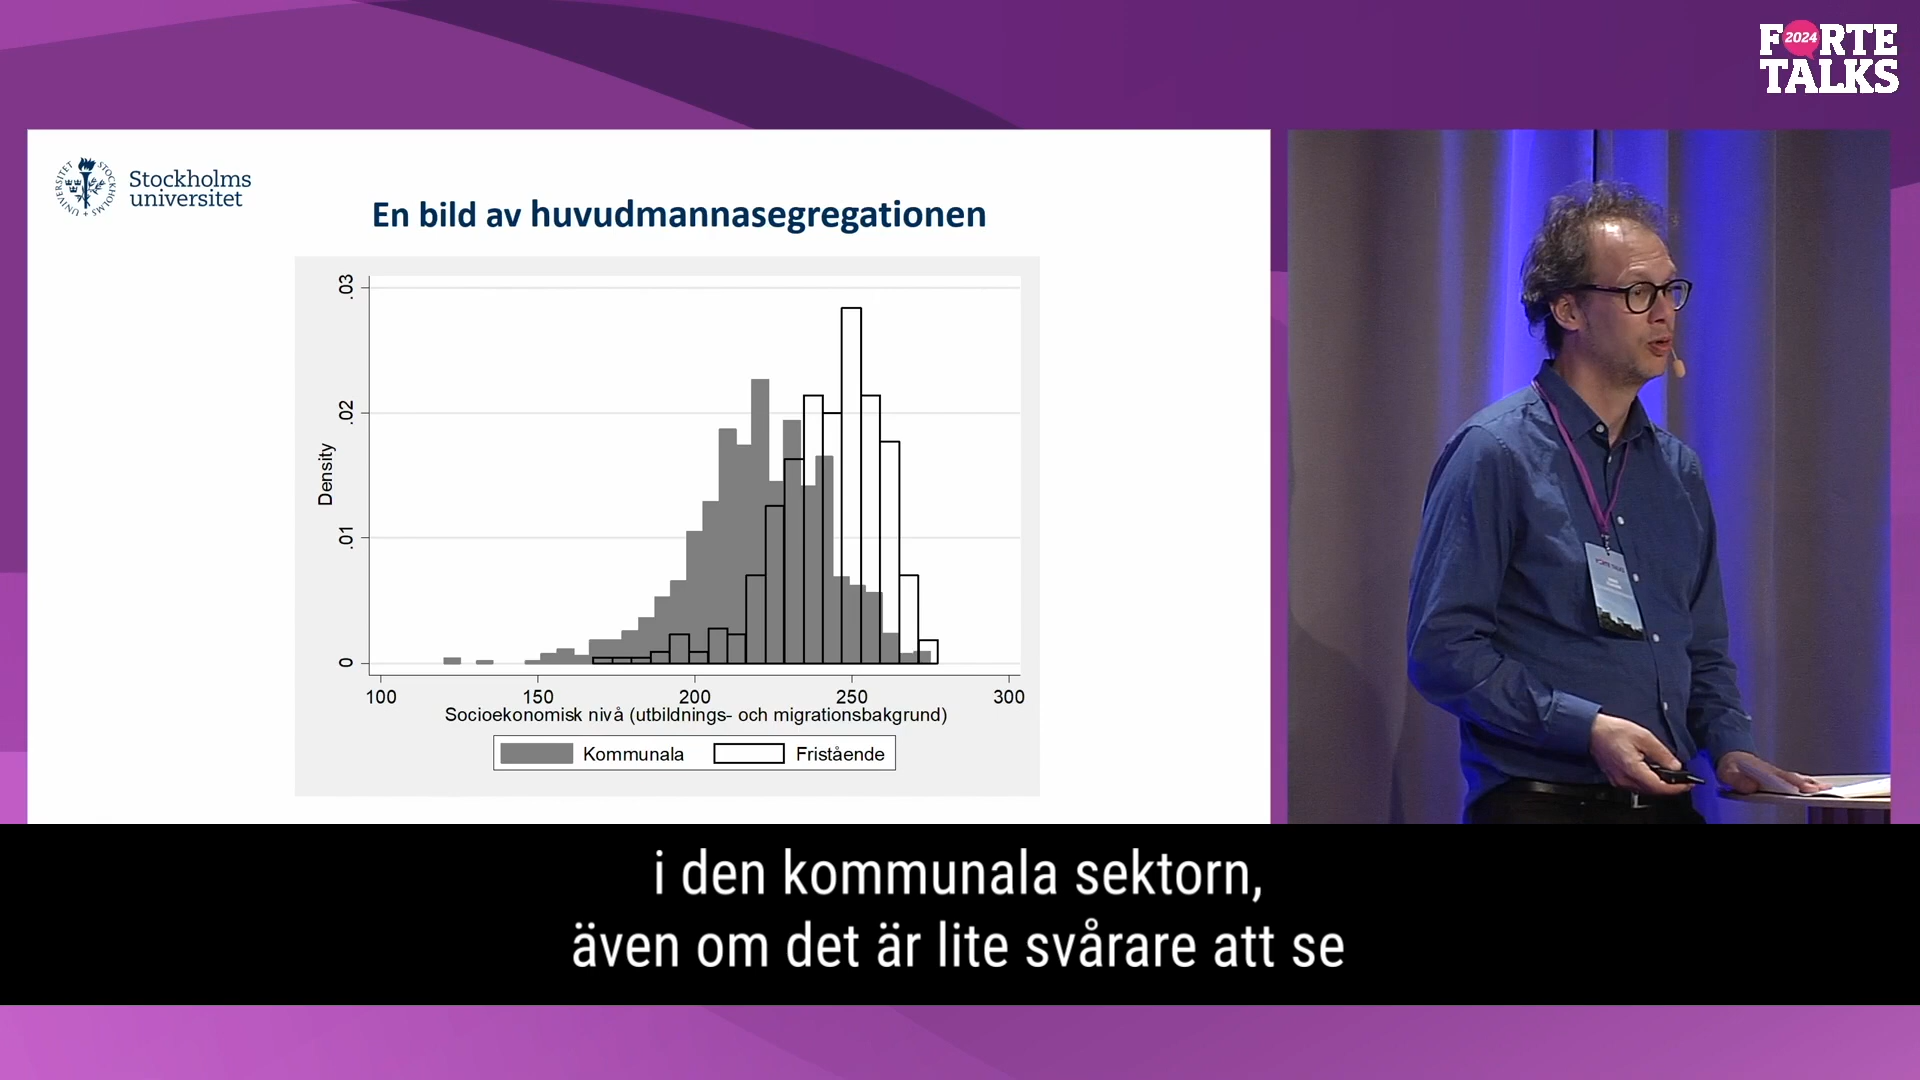 FORTE
2024
TALKS
Stockholms
universitet
En bild av huvudmannasegregationen
.03
.02
.01
0
Density
100 150 200 250 300
Socioekonomisk nivå (utbildnings- och migrationsbakgrund)
Kommunala Fristående
i den kommunala sektorn,
även om det är lite svårare att se